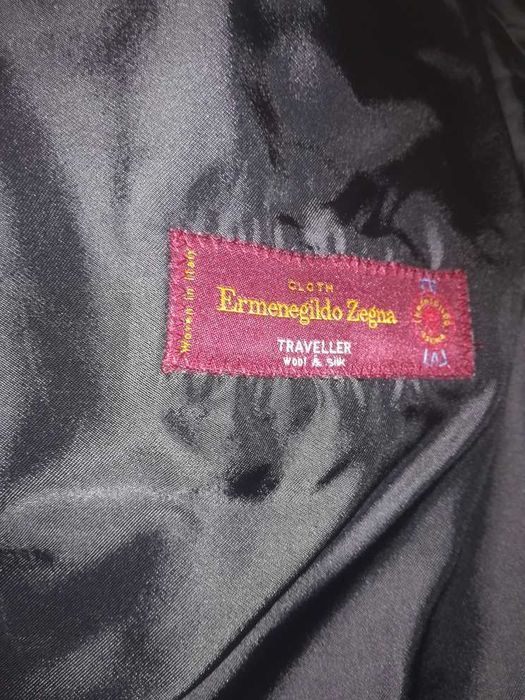 Woven in Italy
CLOTH
Ermenegildo Zegna
TRAVELLER
Wool & Silk